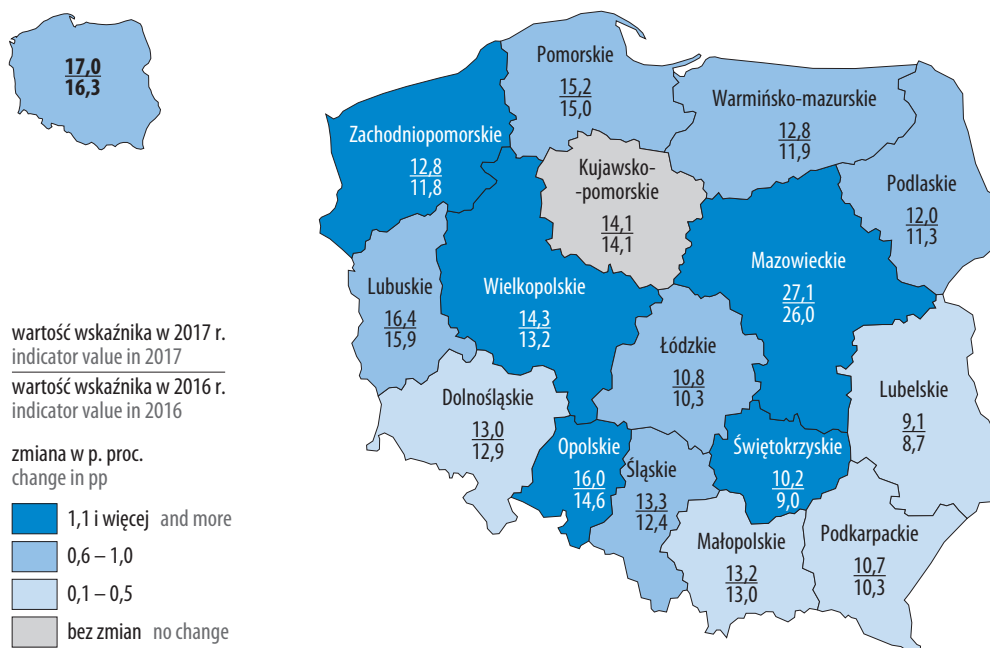 17,0
16,3
Pomorskie
15,2
15,0
Warmińsko-mazurskie
12,8
11,9
Zachodniopomorskie
12,8
11,8
Kujawsko-
-pomorskie
14,1
14,1
Podlaskie
12,0
11,3
Mazowieckie
27,1
26,0
Lubuskie
16,4
15,9
Wielkopolskie
14,3
13,2
Łódzkie
10,8
10,3
Lubelskie
9,1
8,7
Dolnośląskie
13,0
12,9
Opolskie
16,0
14,6
Śląskie
13,3
12,4
Świętokrzyskie
10,2
9,0
Małopolskie
13,2
13,0
Podkarpackie
10,7
10,3
wartość wskaźnika w 2017 r.
indicator value in 2017
wartość wskaźnika w 2016 r.
indicator value in 2016
zmiana w p. proc.
change in pp
1,1 i więcej and more
0,6 – 1,0
0,1 – 0,5
bez zmian no change